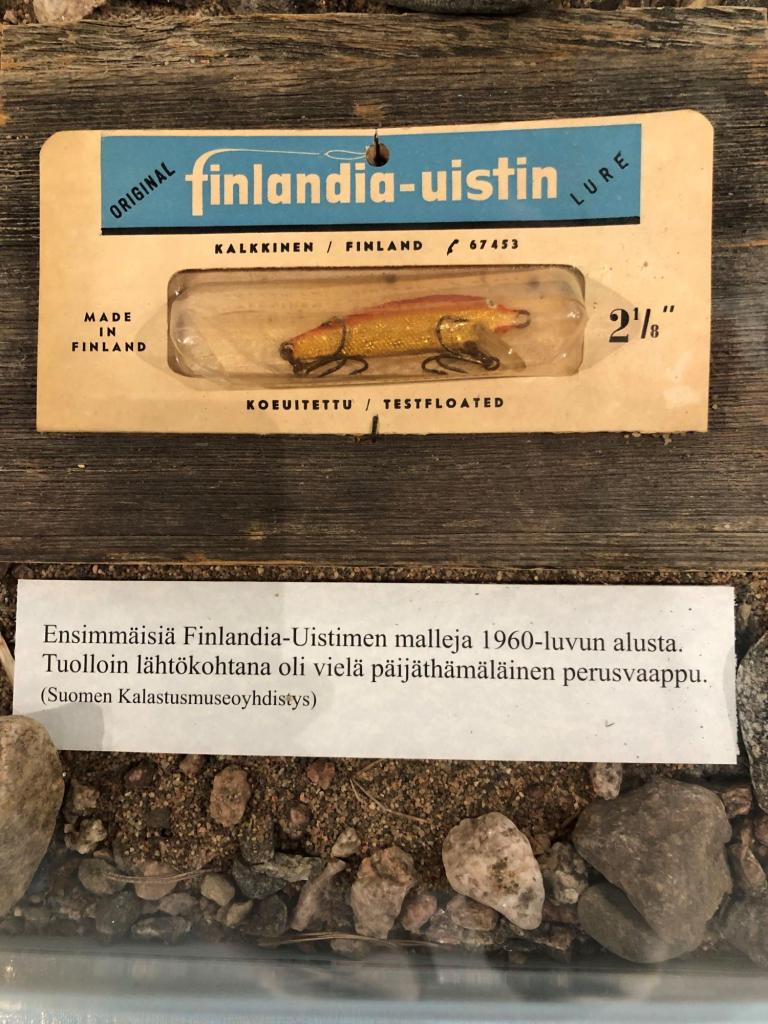 ORIGINAL finlandia-uistin LURE
KALKKINEN / FINLAND 67453
MADE
IN
FINLAND
2 1/8"
KOEUITETTU / TESTFLOATED
Ensimmäisiä Finlandia-Uistimen malleja 1960-luvun alusta.
Tuolloin lähtökohtana oli vielä päijäthämäläinen perusvaappu.
(Suomen Kalastusmuseoyhdistys)